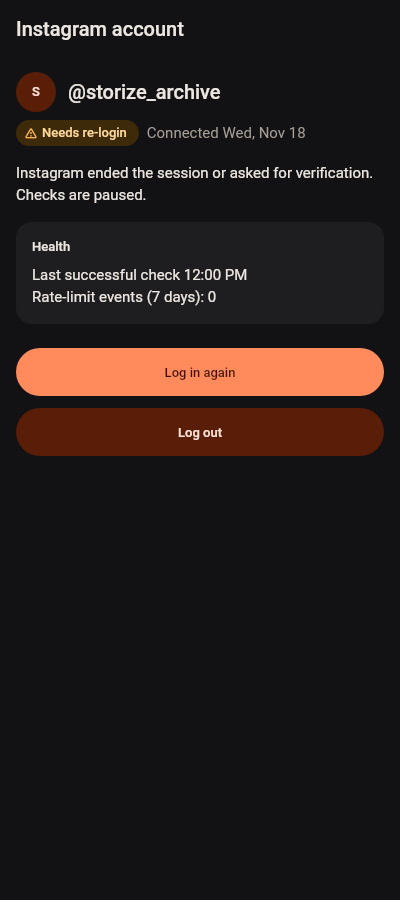 Instagram account
S
@storize_archive
Needs re-login
Connected Wed, Nov 18
Instagram ended the session or asked for verification.
Checks are paused.
Health
Last successful check 12:00 PM
Rate-limit events (7 days): 0
Log in again
Log out